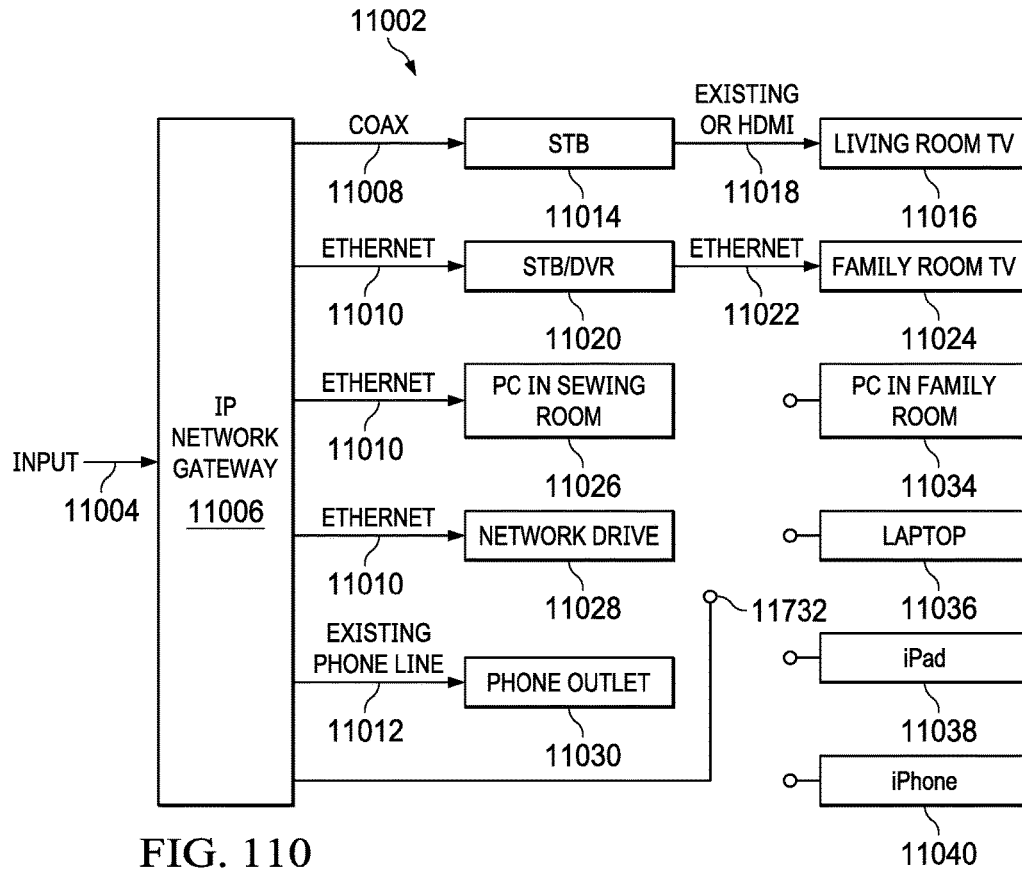 11002
COAX
11008
STB
11014
EXISTING
OR HDMI
11018
LIVING ROOM TV
11016
ETHERNET
11010
STB/DVR
11020
ETHERNET
11022
FAMILY ROOM TV
11024
ETHERNET
11010
PC IN SEWING
ROOM
11026
PC IN FAMILY
ROOM
11034
INPUT
11004
IP
NETWORK
GATEWAY
11006
ETHERNET
11010
NETWORK DRIVE
11028
LAPTOP
11036
11732
EXISTING
PHONE LINE
11012
PHONE OUTLET
11030
iPad
11038
iPhone
11040
FIG. 110